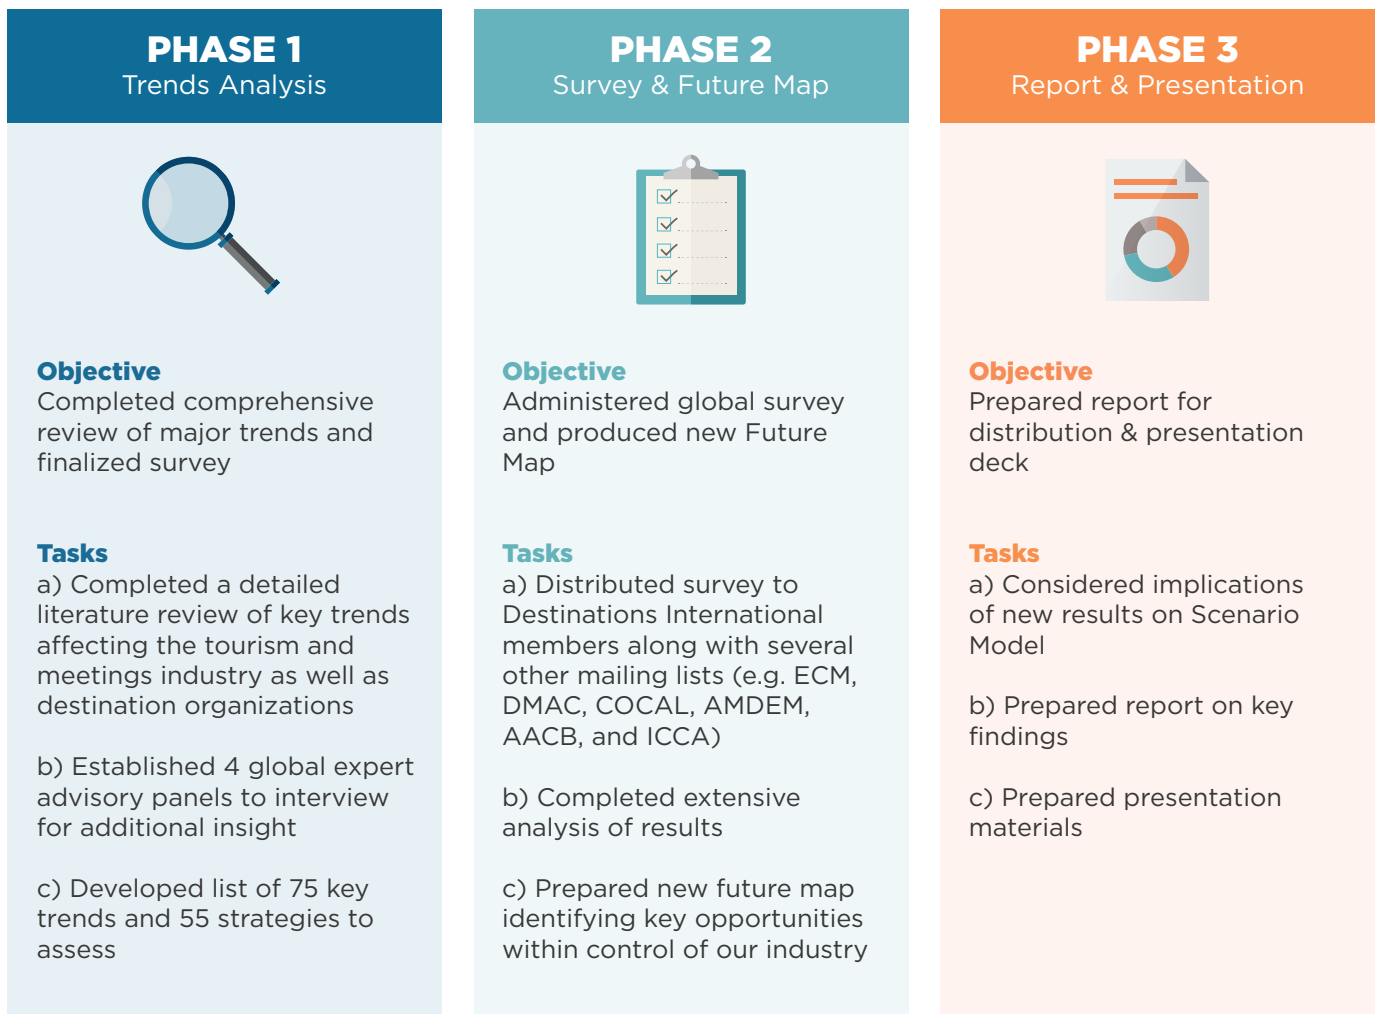 PHASE 1
Trends Analysis
Objective
Completed comprehensive
review of major trends and
finalized survey
Tasks
a) Completed a detailed
literature review of key trends
affecting the tourism and
meetings industry as well as
destination organizations
b) Established 4 global expert
advisory panels to interview
for additional insight
c) Developed list of 75 key
trends and 55 strategies to
assess
PHASE 2
Survey & Future Map
Objective
Administered global survey
and produced new Future
Map
Tasks
a) Distributed survey to
Destinations International
members along with several
other mailing lists (e.g. ECM,
DMAC, COCAL, AMDEM,
AACB, and ICCA)
b) Completed extensive
analysis of results
c) Prepared new future map
identifying key opportunities
within control of our industry
PHASE 3
Report & Presentation
Objective
Prepared report for
distribution & presentation
deck
Tasks
a) Considered implications
of new results on Scenario
Model
b) Prepared report on key
findings
c) Prepared presentation
materials